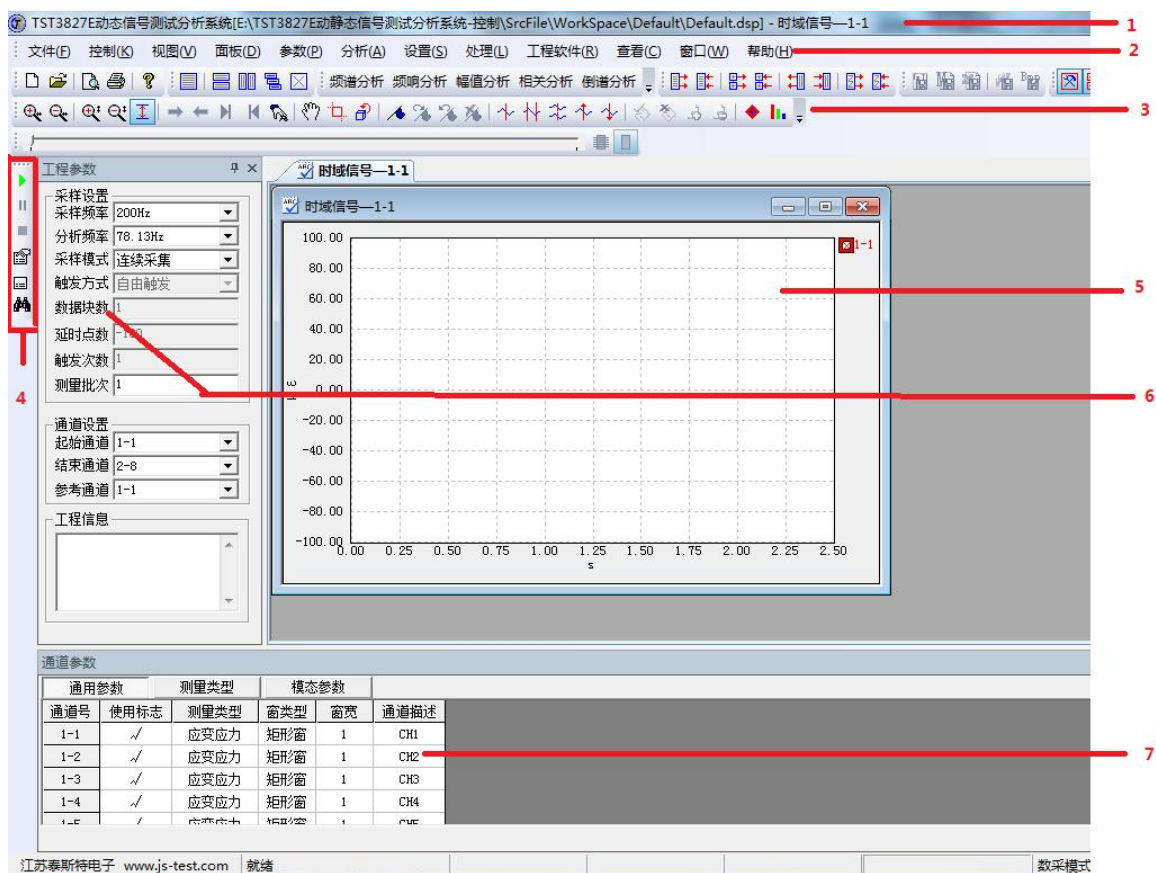 TST3827E动态信号测试分析系统[E:\TST3827E动静态信号测试分析系统-控制\SrcFile\WorkSpace\Default\Default.dsp] - 时域信号—1-1
1
文件(F) 控制(K) 视图(V) 面板(D) 参数(P) 分析(A) 设置(S) 处理(L) 工程软件(R) 查看(C) 窗口(W) 帮助(H)
2
频谱分析 频响分析 幅值分析 相关分析 倒谱分析
3
工程参数
时域信号—1-1
采样设置
采样频率 200Hz
分析频率 78.13Hz
采样模式 连续采集
触发方式 自由触发
数据块数 1
延时点数
触发次数 1
测量批次 1
4
通道设置
起始通道 1-1
结束通道 2-8
参考通道 1-1
工程信息
时域信号—1-1
1-1
100.00
80.00
60.00
40.00
20.00
0.00
-20.00
-40.00
-60.00
-80.00
-100.00
0.00 0.25 0.50 0.75 1.00 1.25 1.50 1.75 2.00 2.25 2.50
s
5
6
通道参数
通用参数 测量类型 模态参数
通道号 使用标志 测量类型 窗类型 窗宽 通道描述
1-1 √ 应变应力 矩形窗 1 CH1
1-2 √ 应变应力 矩形窗 1 CH2
1-3 √ 应变应力 矩形窗 1 CH3
1-4 √ 应变应力 矩形窗 1 CH4
7
江苏泰斯特电子 www.js-test.com 就绪 数采模式